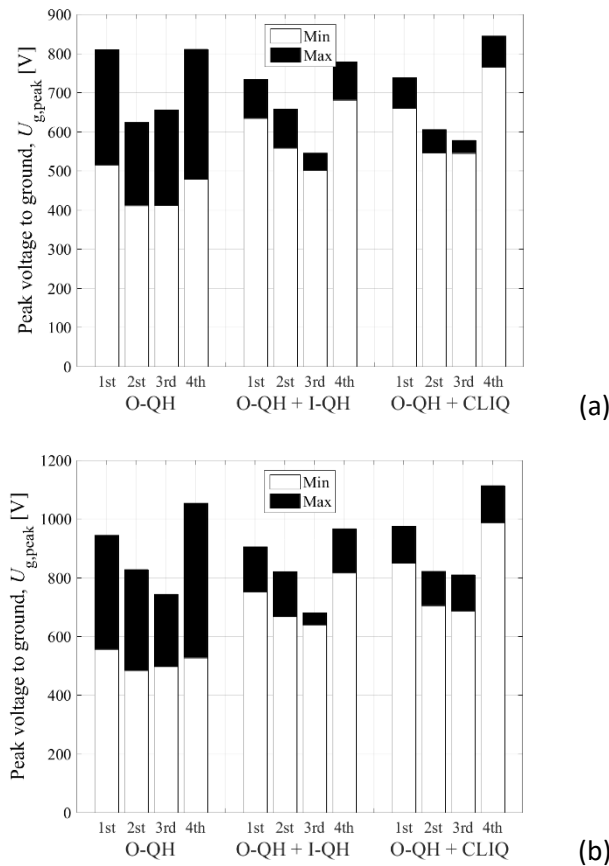 900
Min
Max
800
700
600
500
400
300
200
100
0
Peak voltage to ground, U_g,peak [V]
1st 2st 3rd 4th 1st 2st 3rd 4th 1st 2st 3rd 4th
O-QH O-QH + I-QH O-QH + CLIQ
(a)
1200
Min
Max
1000
800
600
400
200
0
Peak voltage to ground, U_g,peak [V]
1st 2st 3rd 4th 1st 2st 3rd 4th 1st 2st 3rd 4th
O-QH O-QH + I-QH O-QH + CLIQ
(b)